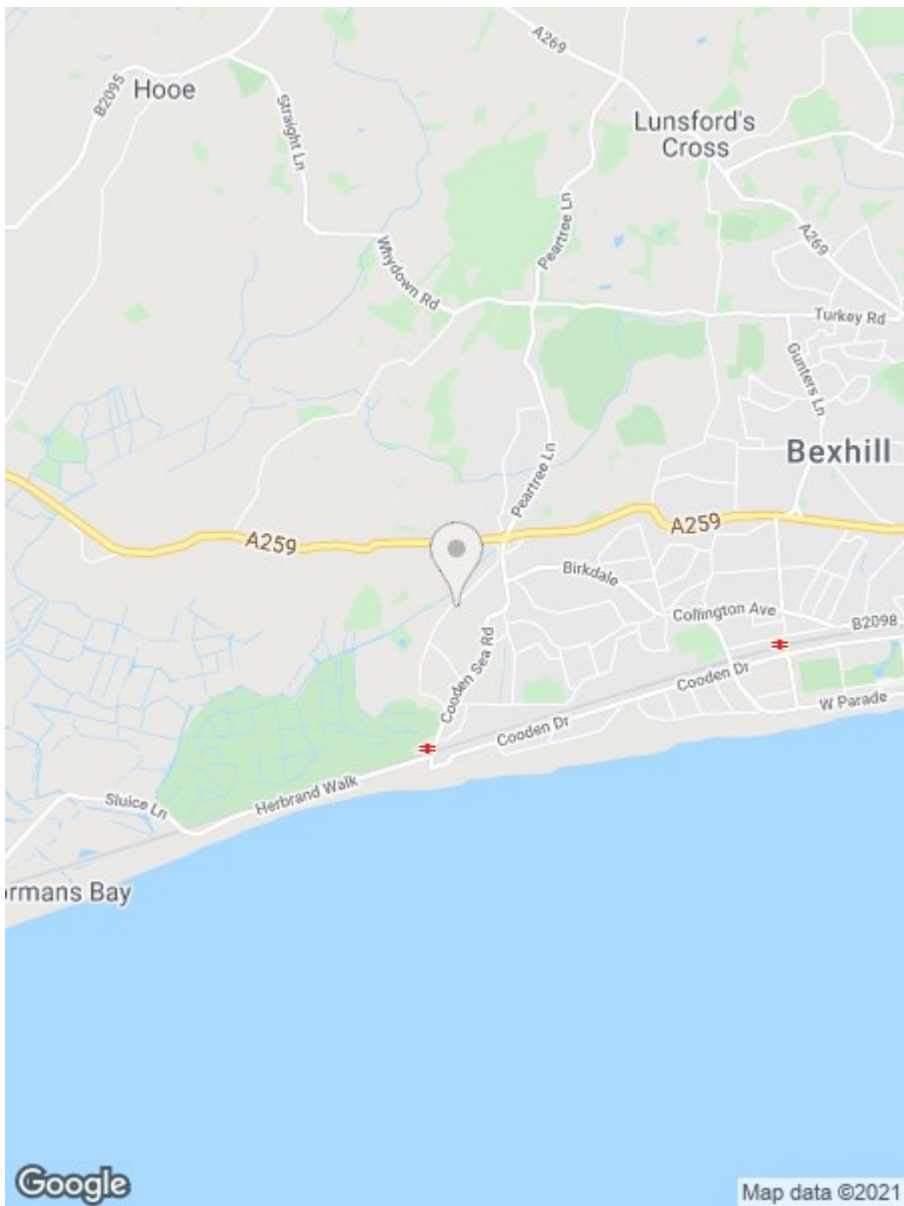 A269
B2095
Hooe
Straight Ln
Lunsford's
Cross
Peartree Ln
A269
Whydown Rd
Turkey Rd
Gunters Ln
Bexhill
Peartree Ln
A259
A259
Birkdale
Collington Ave
B2098
Cooden Sea Rd
Cooden Dr
W Parade
Cooden Dr
Herbrand Walk
Sluice Ln
ormans Bay
Google
Map data ©2021